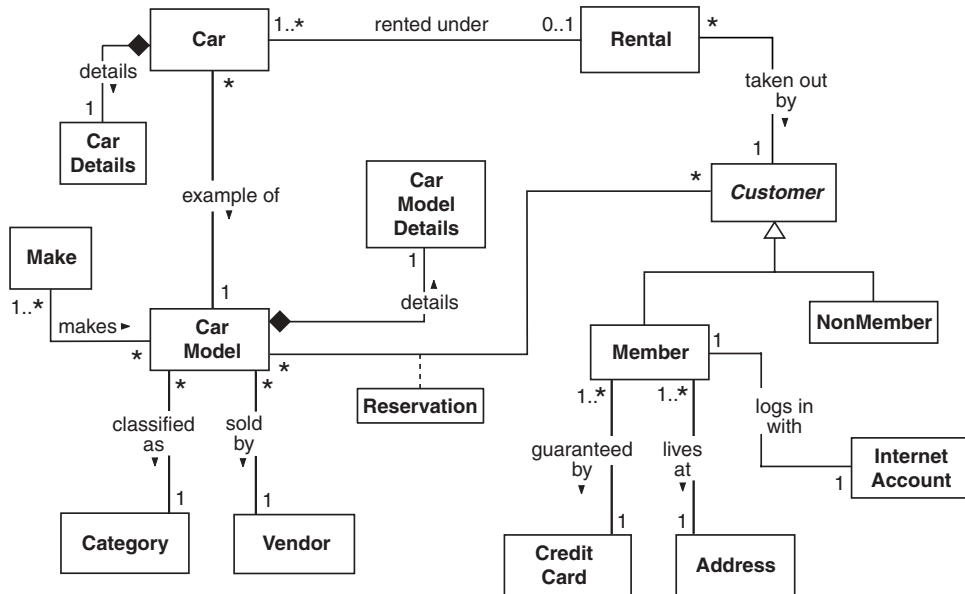 Car
1..*
rented under
0..1
Rental
*
details
1
Car
Details
*
taken out
by
1
Customer
*
example of
Car
Model
Details
1
details
Make
1..*
makes
*
1
Car
Model
*
Reservation
NonMember
Member
1
*
classified
as
1
Category
*
sold
by
1
Vendor
1..*
guaranteed
by
1
Credit
Card
1..*
lives
at
1
Address
logs in
with
1
Internet
Account